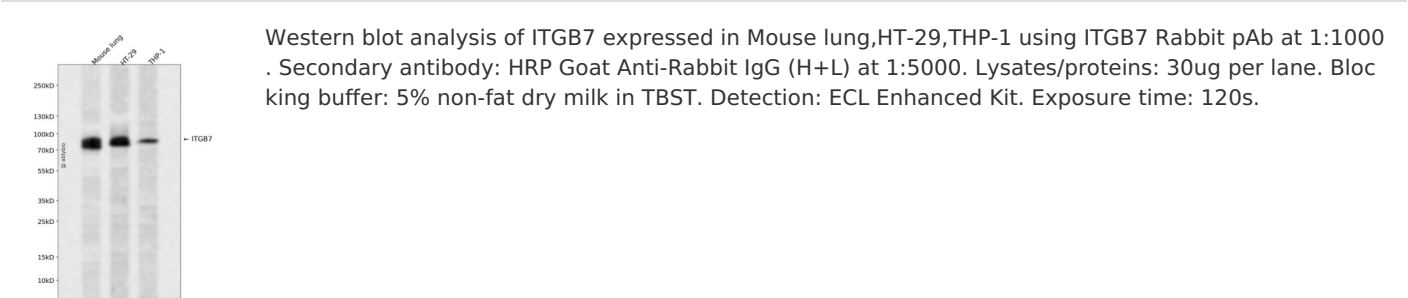 Mouse lung
HT-29
THP-1
Western blot analysis of ITGB7 expressed in Mouse lung,HT-29,THP-1 using ITGB7 Rabbit pAb at 1:1000
. Secondary antibody: HRP Goat Anti-Rabbit IgG (H+L) at 1:5000. Lysates/proteins: 30ug per lane. Bloc
king buffer: 5% non-fat dry milk in TBST. Detection: ECL Enhanced Kit. Exposure time: 120s.
250kD
130kD
100kD
70kD
55kD
35kD
25kD
15kD
10kD
← ITGB7
@ ablybio